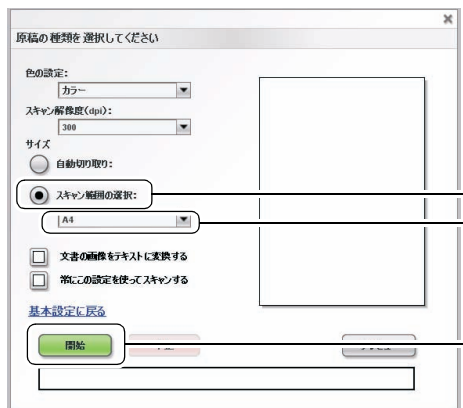 原稿の種類を選択してください
色の設定:
カラー
スキャン解像度(dpi):
300
サイズ
自動切り取り:
スキャン範囲の選択:
A4
文書の画像をテキストに変換する
常にこの設定を使ってスキャンする
基本設定に戻る
開始